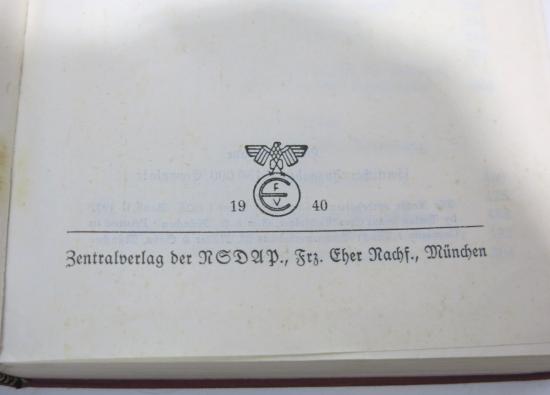 F
E
V
19 40
Zentralverlag der NSDAP., Frz. Eher Nachf., München